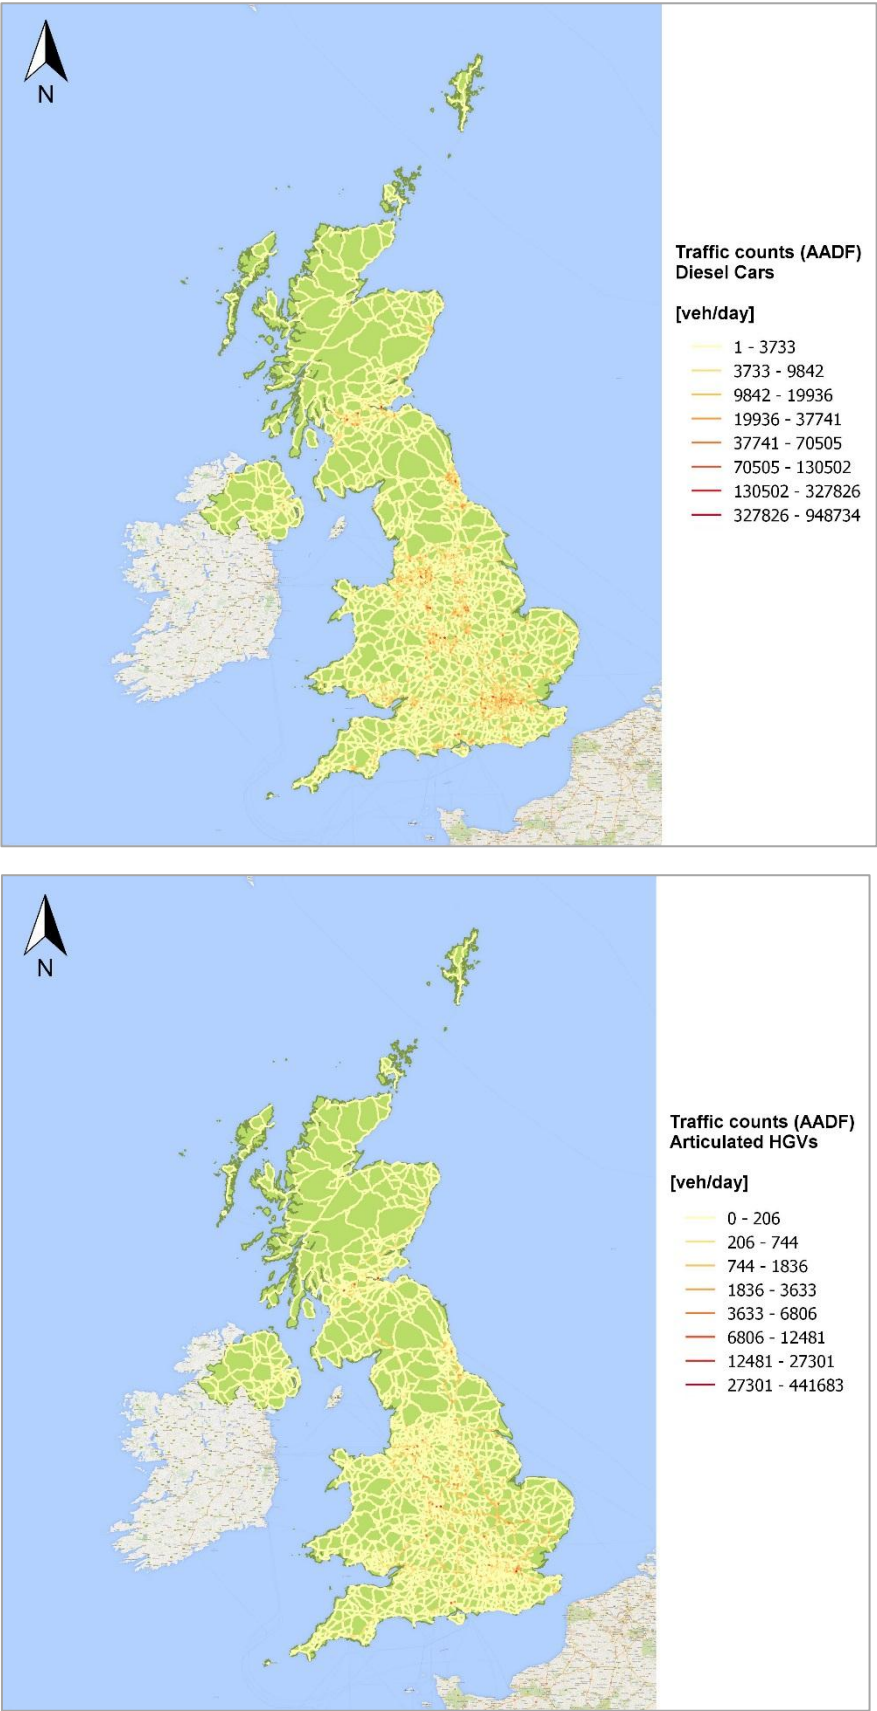 N
Traffic counts (AADF)
Diesel Cars
[veh/day]
1 - 3733
3733 - 9842
9842 - 19936
19936 - 37741
37741 - 70505
70505 - 130502
130502 - 327826
327826 - 948734
N
Traffic counts (AADF)
Articulated HGVs
[veh/day]
0 - 206
206 - 744
744 - 1836
1836 - 3633
3633 - 6806
6806 - 12481
12481 - 27301
27301 - 441683